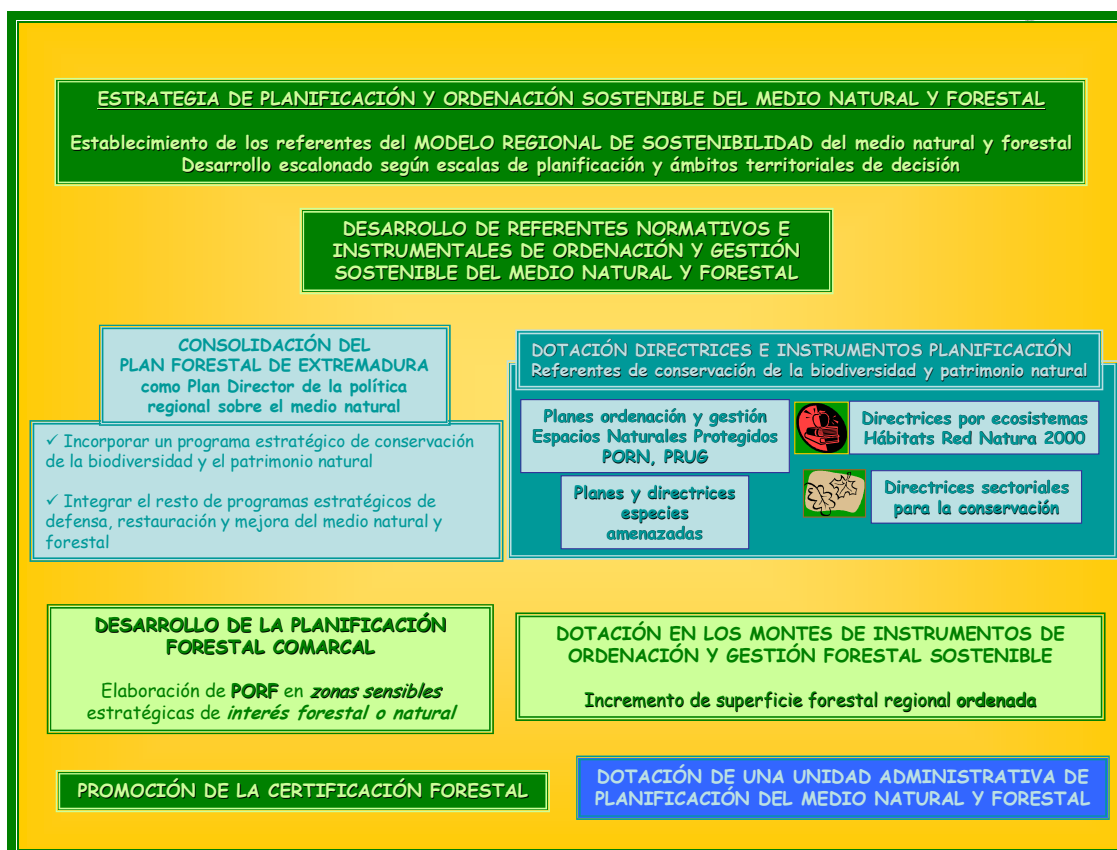 ESTRATEGIA DE PLANIFICACIÓN Y ORDENACIÓN SOSTENIBLE DEL MEDIO NATURAL Y FORESTAL
Establecimiento de los referentes del MODELO REGIONAL DE SOSTENIBILIDAD del medio natural y forestal
Desarrollo escalonado según escalas de planificación y ámbitos territoriales de decisión
DESARROLLO DE REFERENTES NORMATIVOS E
INSTRUMENTALES DE ORDENACIÓN Y GESTIÓN
SOSTENIBLE DEL MEDIO NATURAL Y FORESTAL
CONSOLIDACIÓN DEL
PLAN FORESTAL DE EXTREMADURA
como Plan Director de la política
regional sobre el medio natural
✓ Incorporar un programa estratégico de conservación
de la biodiversidad y el patrimonio natural
✓ Integrar el resto de programas estratégicos de
defensa, restauración y mejora del medio natural y
forestal
DOTACIÓN DIRECTRICES E INSTRUMENTOS PLANIFICACIÓN
Referentes de conservación de la biodiversidad y patrimonio natural
Planes ordenación y gestión
Espacios Naturales Protegidos
PORN, PRUG
Directrices por ecosistemas
Hábitats Red Natura 2000
Planes y directrices
especies
amenazadas
Directrices sectoriales
para la conservación
DESARROLLO DE LA PLANIFICACIÓN
FORESTAL COMARCAL
Elaboración de PORF en zonas sensibles
estratégicas de interés forestal o natural
DOTACIÓN EN LOS MONTES DE INSTRUMENTOS DE
ORDENACIÓN Y GESTIÓN FORESTAL SOSTENIBLE
Incremento de superficie forestal regional ordenada
PROMOCIÓN DE LA CERTIFICACIÓN FORESTAL
DOTACIÓN DE UNA UNIDAD ADMINISTRATIVA DE
PLANIFICACIÓN DEL MEDIO NATURAL Y FORESTAL